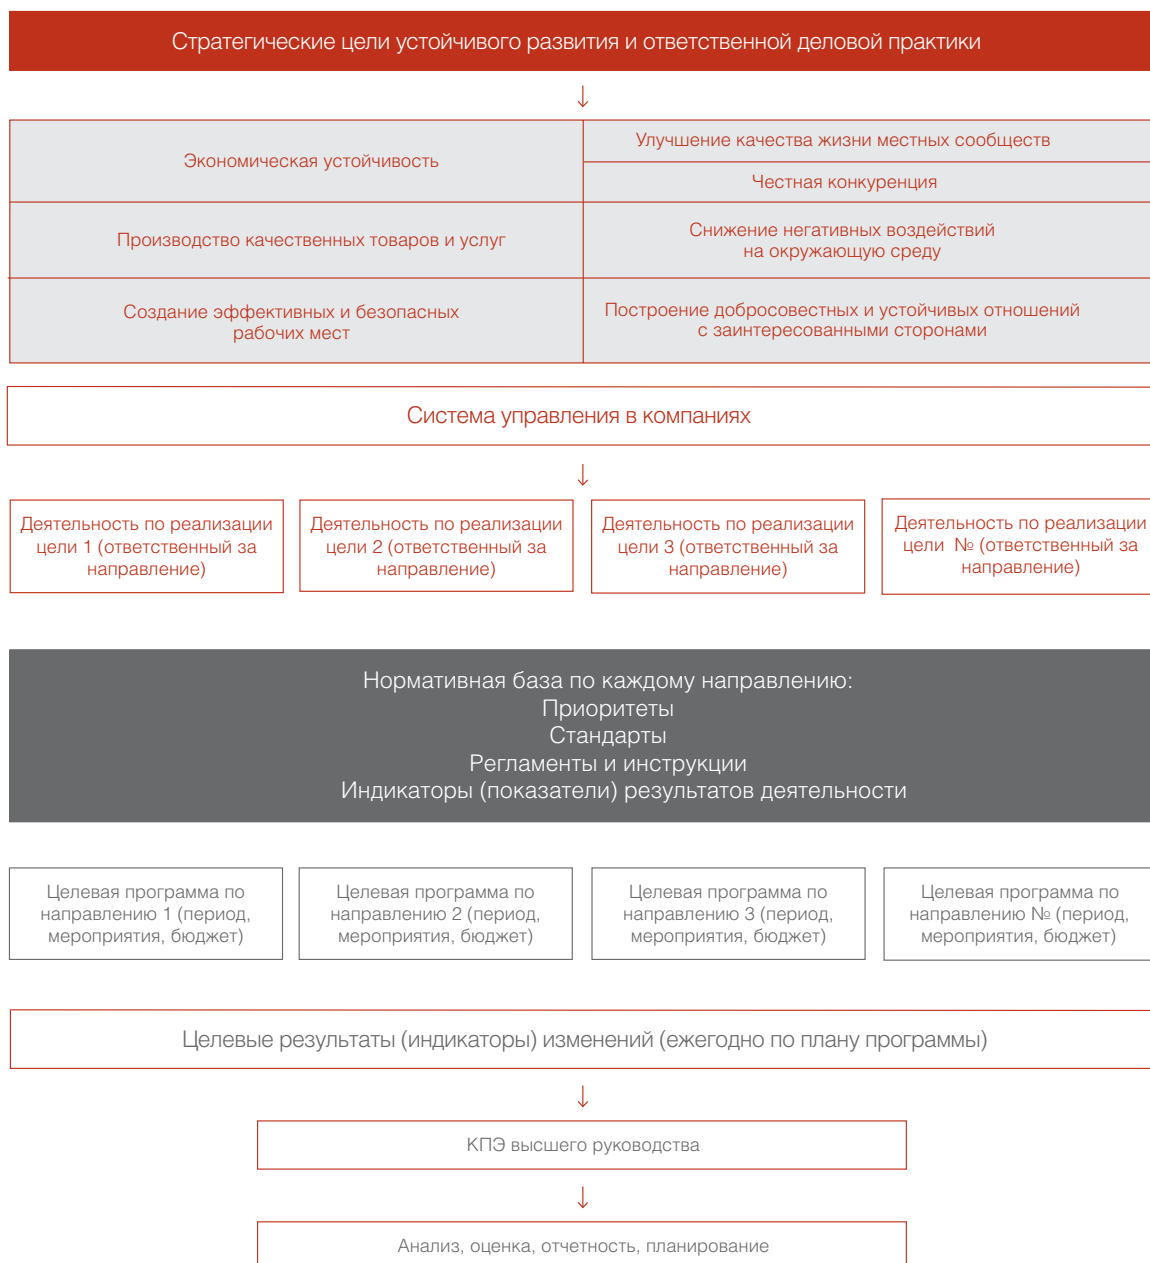 Стратегические цели устойчивого развития и ответственной деловой практики
Экономическая устойчивость
Улучшение качества жизни местных сообществ
Честная конкуренция
Производство качественных товаров и услуг
Снижение негативных воздействий
на окружающую среду
Создание эффективных и безопасных
рабочих мест
Построение добросовестных и устойчивых отношений
с заинтересованными сторонами
Система управления в компаниях
Деятельность по реализации
цели 1 (ответственный за
направление)
Деятельность по реализации
цели 2 (ответственный за
направление)
Деятельность по реализации
цели 3 (ответственный за
направление)
Деятельность по реализации
цели № (ответственный за
направление)
Нормативная база по каждому направлению:
Приоритеты
Стандарты
Регламенты и инструкции
Индикаторы (показатели) результатов деятельности
Целевая программа по
направлению 1 (период,
мероприятия, бюджет)
Целевая программа по
направлению 2 (период,
мероприятия, бюджет)
Целевая программа по
направлению 3 (период,
мероприятия, бюджет)
Целевая программа по
направлению № (период,
мероприятия, бюджет)
Целевые результаты (индикаторы) изменений (ежегодно по плану программы)
КПЭ высшего руководства
Анализ, оценка, отчетность, планирование